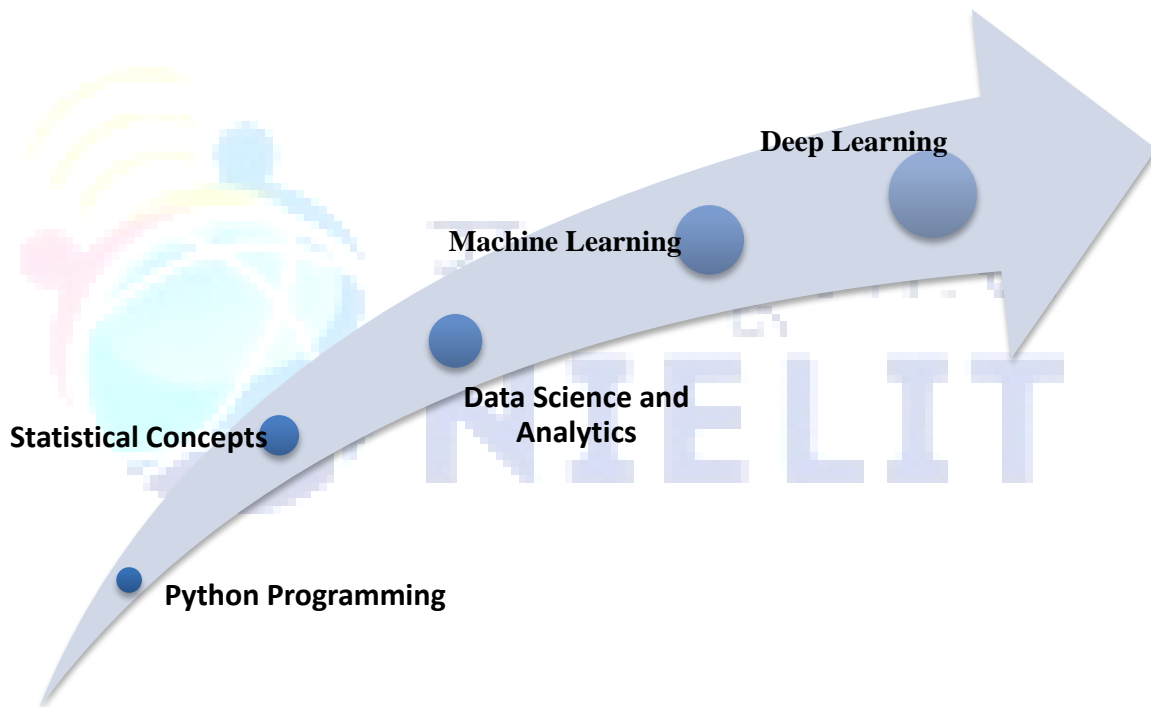 Deep Learning
Machine Learning
Data Science and
Analytics
Statistical Concepts
Python Programming
NIELIT